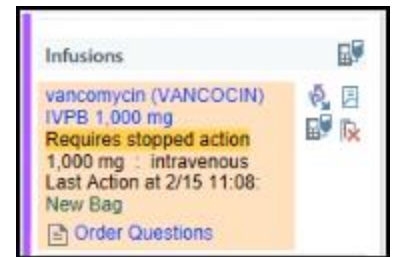 Infusions
vancomycin (VANCOCIN)
IVPB 1,000 mg
Requires stopped action
1,000 mg : intravenous
Last Action at 2/15 11:08:
New Bag
Order Questions